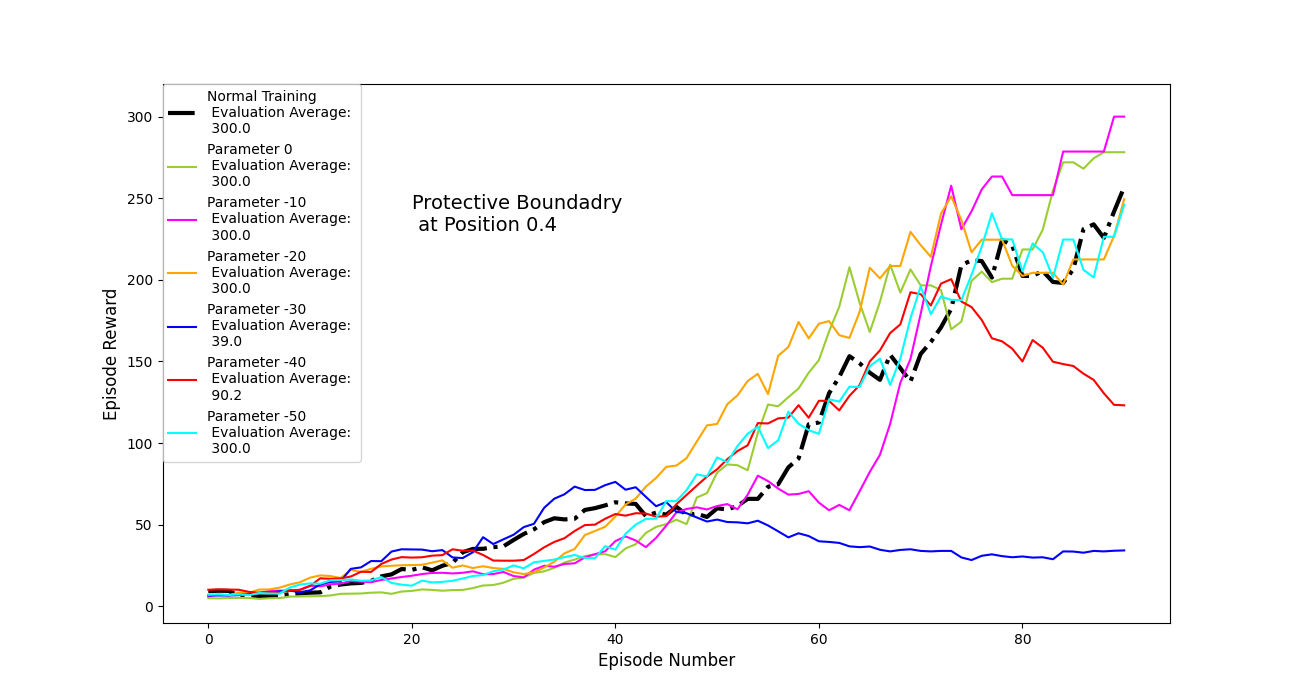 Normal Training
Evaluation Average:
300.0
Parameter 0
Evaluation Average:
300.0
Parameter -10
Evaluation Average:
300.0
Parameter -20
Evaluation Average:
300.0
Parameter -30
Evaluation Average:
39.0
Parameter -40
Evaluation Average:
90.2
Parameter -50
Evaluation Average:
300.0
Protective Boundadry
at Position 0.4
300
250
200
150
100
50
0
Episode Reward
0 20 40 60 80
Episode Number